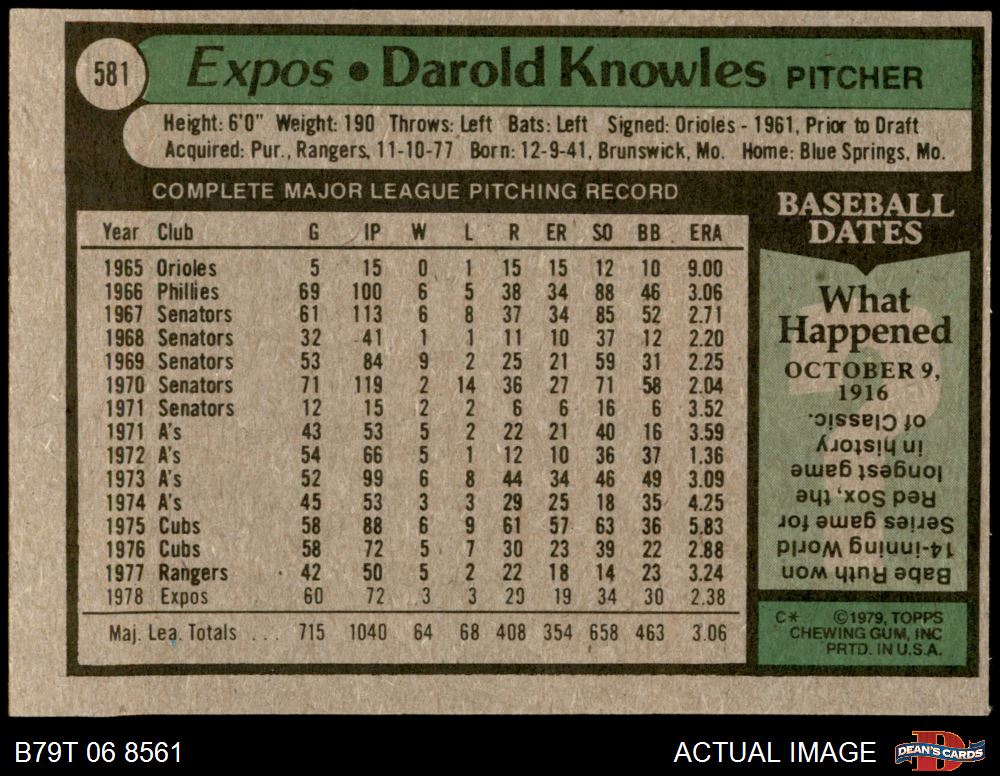 581
Expos • Darold Knowles PITCHER
Height: 6'0" Weight: 190 Throws: Left Bats: Left Signed: Orioles - 1961, Prior to Draft
Acquired: Pur., Rangers, 11-10-77 Born: 12-9-41, Brunswick, Mo. Home: Blue Springs, Mo.
COMPLETE MAJOR LEAGUE PITCHING RECORD
Year Club G IP W L R ER SO BB ERA
1965 Orioles 5 15 0 1 15 15 12 10 9.00
1966 Phillies 69 100 6 5 38 34 88 46 3.06
1967 Senators 61 113 6 8 37 34 85 52 2.71
1968 Senators 32 41 1 1 11 10 37 12 2.20
1969 Senators 53 84 9 2 25 21 59 31 2.25
1970 Senators 71 119 2 14 36 27 71 58 2.04
1971 Senators 12 15 2 2 6 6 16 6 3.52
1971 A's 43 53 5 2 22 21 40 16 3.59
1972 A's 54 66 5 1 12 10 36 37 1.36
1973 A's 52 99 6 8 44 34 46 49 3.09
1974 A's 45 53 3 3 29 25 18 35 4.25
1975 Cubs 58 88 6 9 61 57 63 36 5.83
1976 Cubs 58 72 5 7 30 23 39 22 2.88
1977 Rangers 42 50 5 2 22 18 14 23 3.24
1978 Expos 60 72 3 3 20 19 34 30 2.38
Maj. Lea. Totals ... 715 1040 64 68 408 354 658 463 3.06
BASEBALL
DATES
What
Happened
OCTOBER 9,
1916
Babe Ruth won
14-inning World
Series game for
Red Sox, the
longest game
in history
of Classic.
C* ©1979, TOPPS
CHEWING GUM, INC
PRTD. IN U.S.A.
B79T 06 8561
ACTUAL IMAGE
DEAN'S CARDS